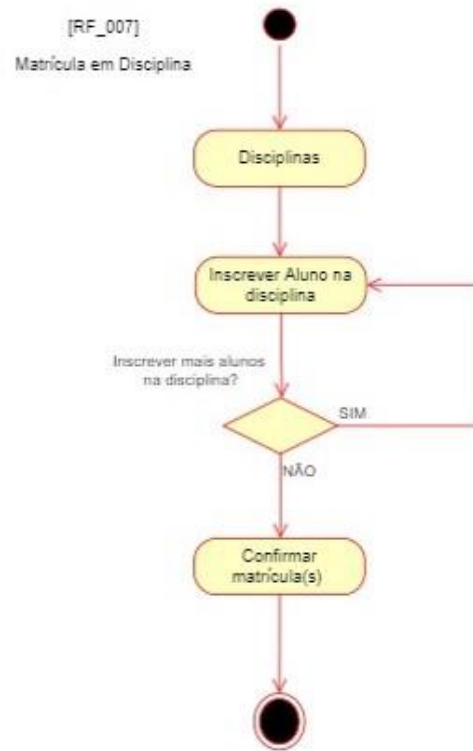 [RF_007]
Matrícula em Disciplina
Disciplinas
Inscrever Aluno na
disciplina
Inscrever mais alunos
na disciplina?
SIM
NÃO
Confirmar
matrícula(s)